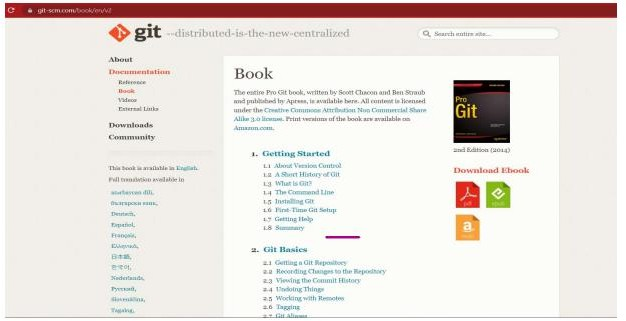 git-scm.com/book/en/v2
git --distributed-is-the-new-centralized
Search entire site...
About
Documentation
Reference
Book
Videos
External Links
Downloads
Community
This book is available in English.
Full translation available in
azərbaycan dili,
български език,
Deutsch,
Español,
Français,
Ελληνικά,
日本語,
한국어,
Nederlands,
Русский,
Slovenščina,
Tagalog,
Book
The entire Pro Git book, written by Scott Chacon and Ben Straub
and published by Apress, is available here. All content is licensed
under the Creative Commons Attribution Non Commercial Share
Alike 3.0 license. Print versions of the book are available on
Amazon.com.
1. Getting Started
1.1 About Version Control
1.2 A Short History of Git
1.3 What is Git?
1.4 The Command Line
1.5 Installing Git
1.6 First-Time Git Setup
1.7 Getting Help
1.8 Summary
2. Git Basics
2.1 Getting a Git Repository
2.2 Recording Changes to the Repository
2.3 Viewing the Commit History
2.4 Undoing Things
2.5 Working with Remotes
2.6 Tagging
2.7 Git Aliases
Pro
Git
2nd Edition (2014)
Download Ebook
pdf
epub
a